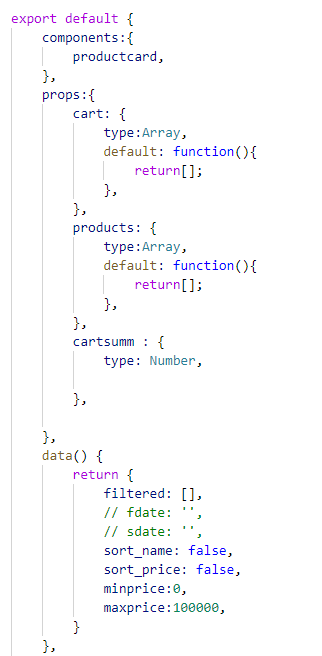 export default {
    components:{
        productcard,
    },
    props:{
        cart: {
            type:Array,
            default: function(){
                return[];
            },
        },
        products: {
            type:Array,
            default: function(){
                return[];
            },
        },
        cartsumm : {
            type: Number,

        },

    },
    data() {
        return {
            filtered: [],
            // fdate: '',
            // sdate: '',
            sort_name: false,
            sort_price: false,
            minprice:0,
            maxprice:100000,
        }
    },